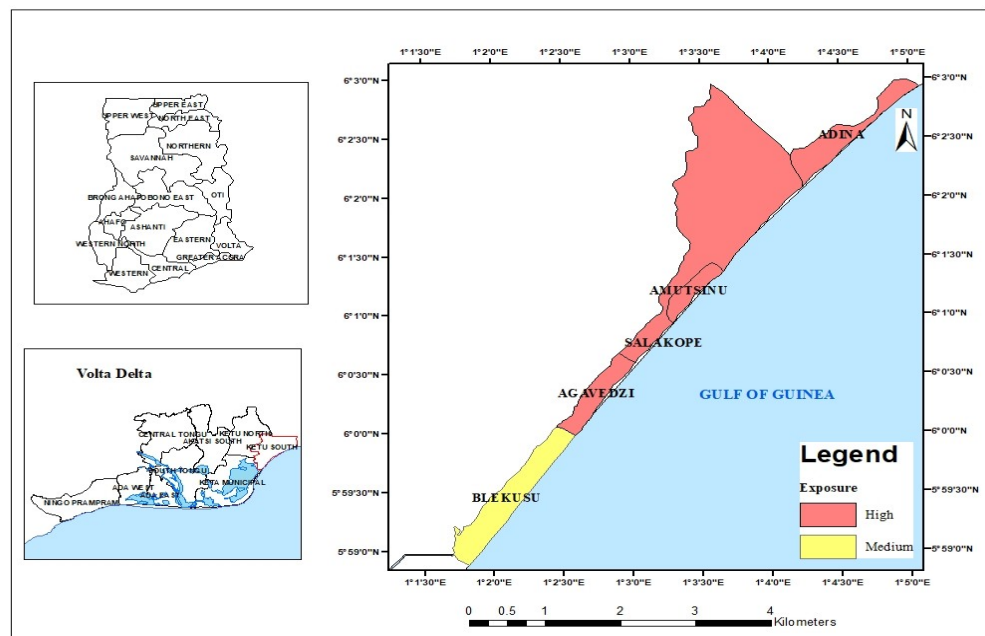 UPPER EAST
UPPER WEST
NORTH EAST
NORTHERN
SAVANNAH
BRONG AHAFO
BONO EAST
OTI
AHAFO
ASHANTI
WESTERN NORTH
EASTERN
VOLTA
GREATER ACCRA
CENTRAL
WESTERN
Volta Delta
CENTRAL TONGU
KETU NORTH
AKATSI SOUTH
KETU SOUTH
SOUTH TONGU
KETA MUNICIPAL
ADA WEST
ADA EAST
NINGO PRAMPRAM
1°1'30"E 1°2'0"E 1°2'30"E 1°3'0"E 1°3'30"E 1°4'0"E 1°4'30"E 1°5'0"E
6°3'0"N 6°3'0"N
N
ADINA
6°2'30"N 6°2'30"N
6°2'0"N 6°2'0"N
6°1'30"N 6°1'30"N
AMUTSINU
6°1'0"N 6°1'0"N
SALAKOPE
6°0'30"N 6°0'30"N
AGAVEDZI
GULF OF GUINEA
6°0'0"N 6°0'0"N
Legend
Exposure
High
Medium
5°59'30"N 5°59'30"N
BLEKUSU
5°59'0"N 5°59'0"N
1°1'30"E 1°2'0"E 1°2'30"E 1°3'0"E 1°3'30"E 1°4'0"E 1°4'30"E 1°5'0"E
0 0.5 1 2 3 4
Kilometers